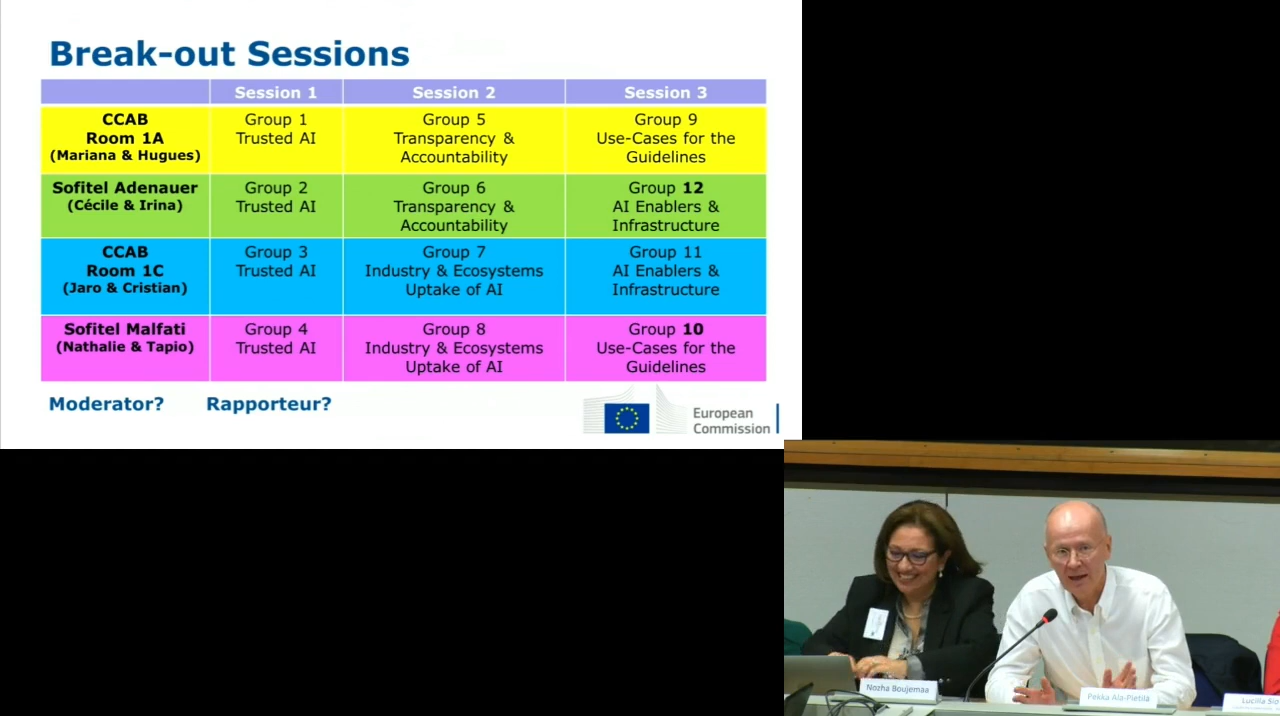 Break-out Sessions
Session 1
Session 2
Session 3
CCAB
Room 1A
(Mariana & Hugues)
Group 1
Trusted AI
Group 5
Transparency &
Accountability
Group 9
Use-Cases for the
Guidelines
Sofitel Adenauer
(Cécile & Irina)
Group 2
Trusted AI
Group 6
Transparency &
Accountability
Group 12
AI Enablers &
Infrastructure
CCAB
Room 1C
(Jaro & Cristian)
Group 3
Trusted AI
Group 7
Industry & Ecosystems
Uptake of AI
Group 11
AI Enablers &
Infrastructure
Sofitel Malfati
(Nathalie & Tapio)
Group 4
Trusted AI
Group 8
Industry & Ecosystems
Uptake of AI
Group 10
Use-Cases for the
Guidelines
Moderator? Rapporteur?
European
Commission
Nozha Boujemaa
Pekka Ala-Pietilä
Lucilla